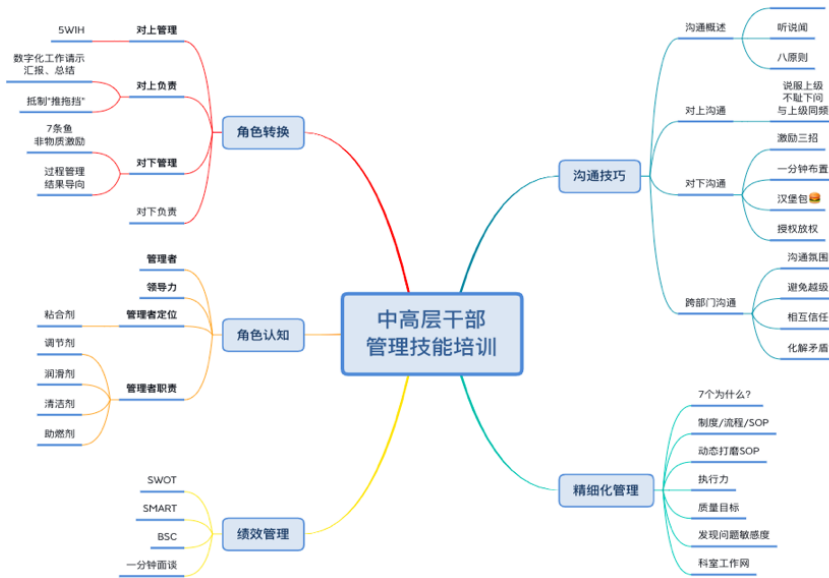 中高层干部
管理技能培训
角色转换
对上管理
5W1H
对上负责
数字化工作请示
汇报、总结
抵制"推拖挡"
对下管理
7条鱼
非物质激励
过程管理
结果导向
对下负责
角色认知
管理者
领导力
管理者定位
粘合剂
管理者职责
调节剂
润滑剂
清洁剂
助燃剂
绩效管理
SWOT
SMART
BSC
一分钟面谈
沟通技巧
沟通概述
听说闻
八原则
对上沟通
说服上级
不耻下问
与上级同频
对下沟通
激励三招
一分钟布置
汉堡包🍔
授权放权
跨部门沟通
沟通氛围
避免越级
相互信任
化解矛盾
精细化管理
7个为什么?
制度/流程/SOP
动态打磨SOP
执行力
质量目标
发现问题敏感度
科室工作网